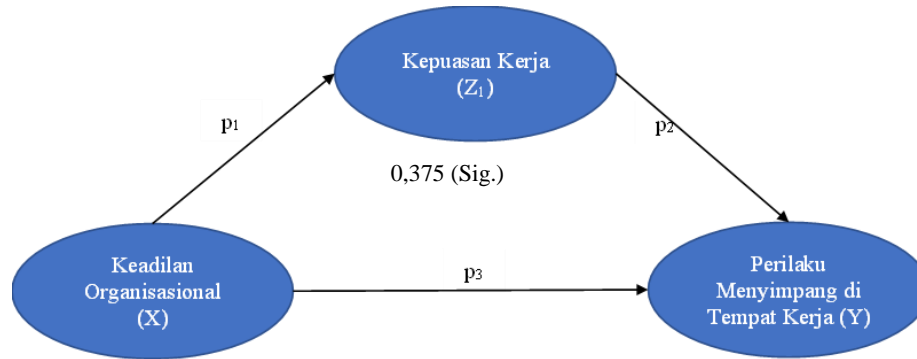 Kepuasan Kerja
(Z₁)
p₁
p₂
0,375 (Sig.)
Keadilan
Organisasional
(X)
p₃
Perilaku
Menyimpang di
Tempat Kerja (Y)